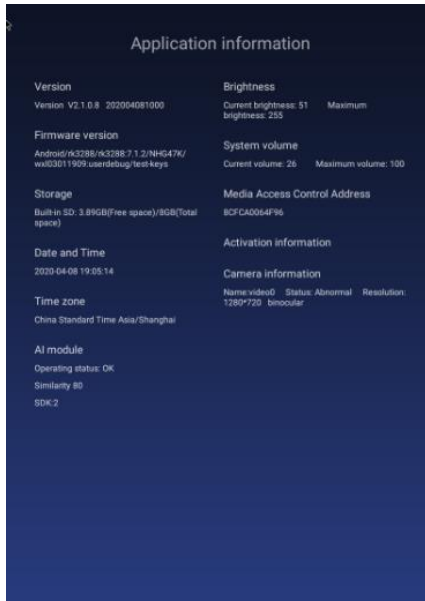 Application information
Version
Version V2.1.0.8 202004081000
Firmware version
Android/rk3288/rk3288:7.1.2/NHG47K/
wxl03011909:userdebug/test-keys
Storage
Built-in SD: 3.89GB(Free space)/8GB(Total
space)
Date and Time
2020-04-08 19:05:14
Time zone
China Standard Time Asia/Shanghai
AI module
Operating status: OK
Similarity 80
SDK:2
Brightness
Current brightness: 51 Maximum
brightness: 255
System volume
Current volume: 26 Maximum volume: 100
Media Access Control Address
8CFCA0064F96
Activation information
Camera information
Name:video0 Status: Abnormal Resolution:
1280*720 binocular